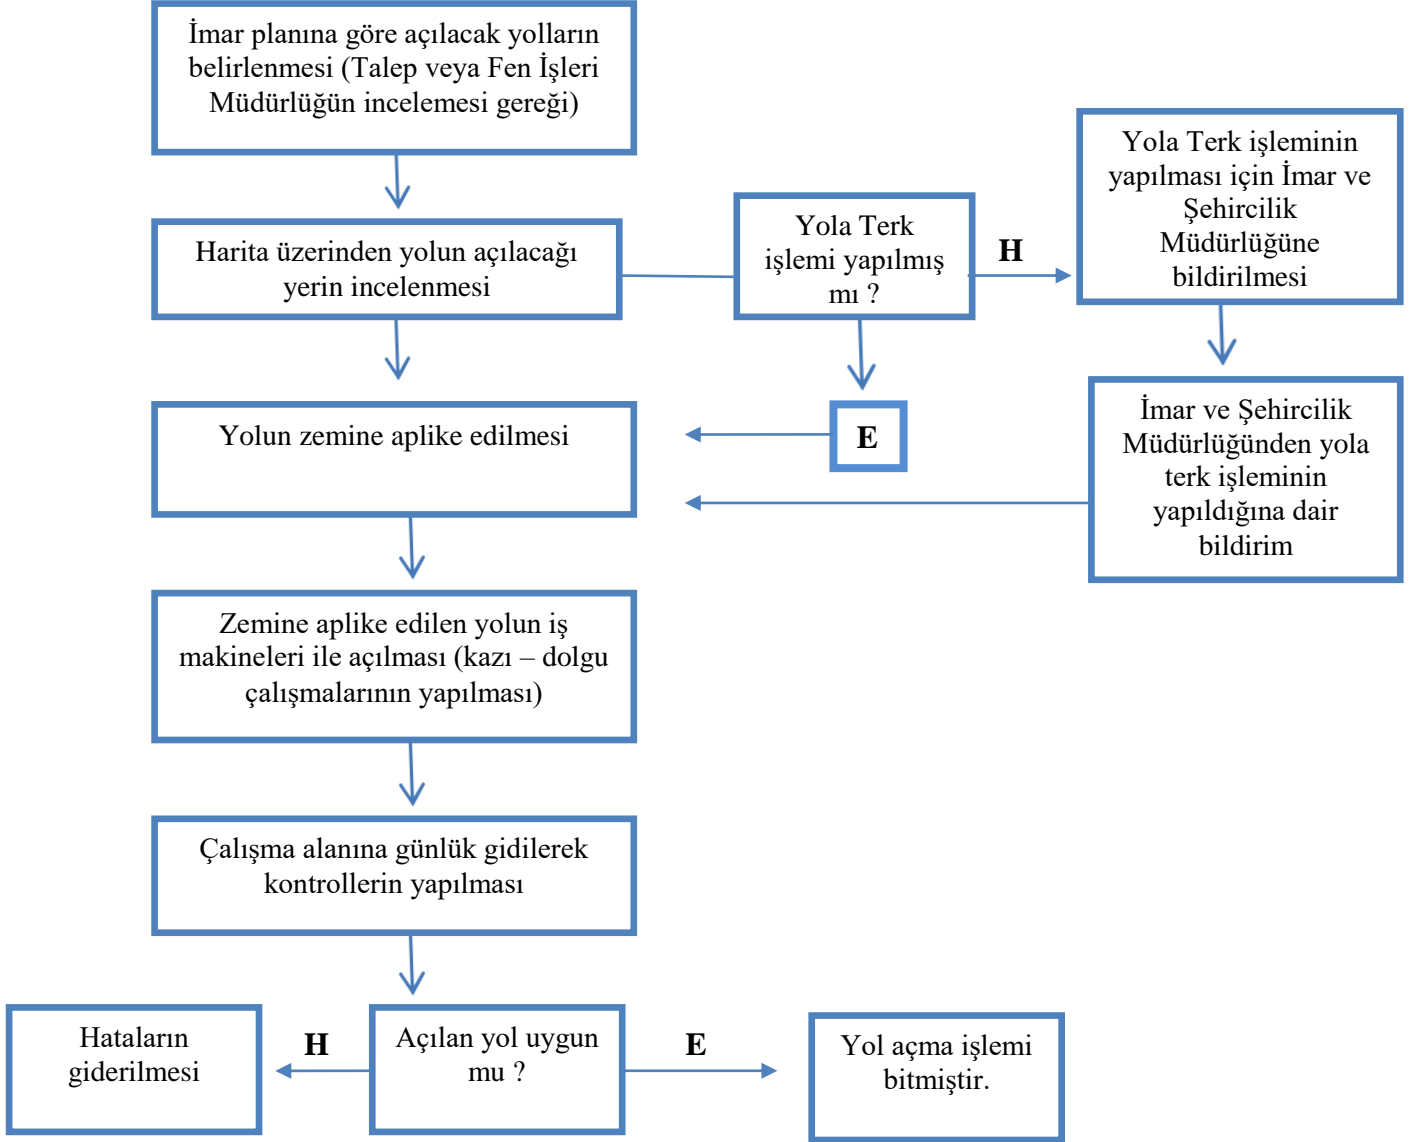 İmar planına göre açılacak yolların
belirlenmesi (Talep veya Fen İşleri
Müdürlüğün incelemesi gereği)
Harita üzerinden yolun açılacağı
yerin incelenmesi
Yola Terk
işlemi yapılmış
mı ?
H
Yola Terk işleminin
yapılması için İmar ve
Şehircilik
Müdürlüğüne
bildirilmesi
Yolun zemine aplike edilmesi
E
İmar ve Şehircilik
Müdürlüğünden yola
terk işleminin
yapıldığına dair
bildirim
Zemine aplike edilen yolun iş
makineleri ile açılması (kazı – dolgu
çalışmalarının yapılması)
Çalışma alanına günlük gidilerek
kontrollerin yapılması
Hataların
giderilmesi
H
Açılan yol uygun
mu ?
E
Yol açma işlemi
bitmiştir.